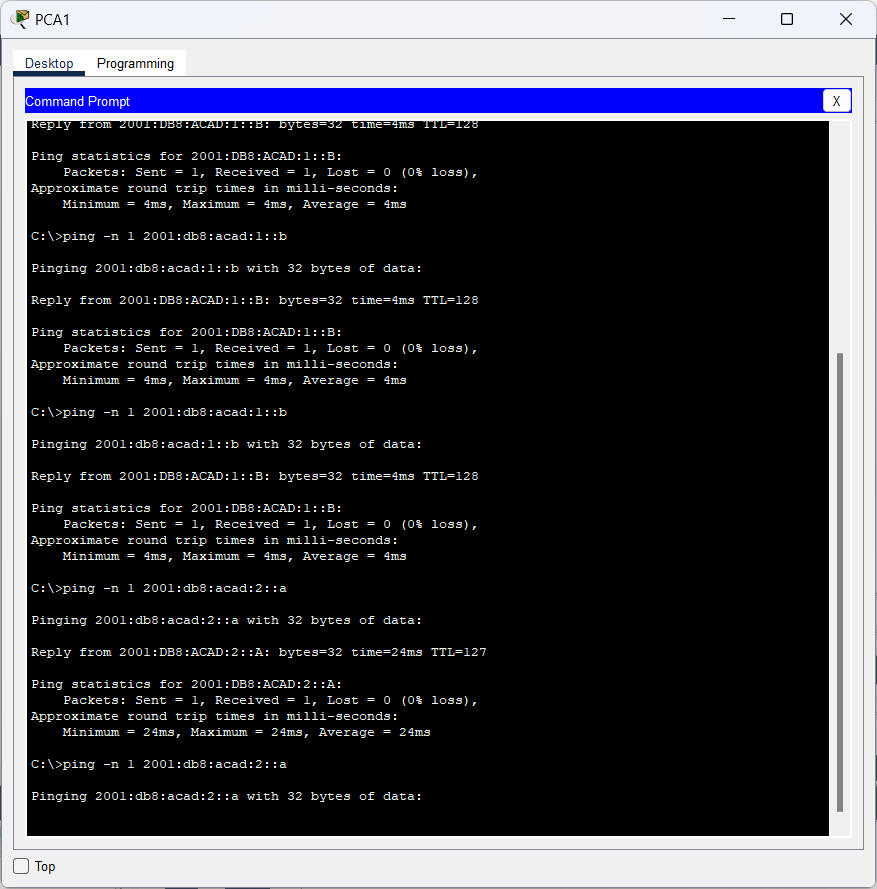 PCA1
Desktop Programming
Command Prompt X
Reply from 2001:DB8:ACAD:1::B: bytes=32 time=4ms TTL=128
Ping statistics for 2001:DB8:ACAD:1::B:
Packets: Sent = 1, Received = 1, Lost = 0 (0% loss),
Approximate round trip times in milli-seconds:
Minimum = 4ms, Maximum = 4ms, Average = 4ms
C:\>ping -n 1 2001:db8:acad:1::b
Pinging 2001:db8:acad:1::b with 32 bytes of data:
Reply from 2001:DB8:ACAD:1::B: bytes=32 time=4ms TTL=128
Ping statistics for 2001:DB8:ACAD:1::B:
Packets: Sent = 1, Received = 1, Lost = 0 (0% loss),
Approximate round trip times in milli-seconds:
Minimum = 4ms, Maximum = 4ms, Average = 4ms
C:\>ping -n 1 2001:db8:acad:1::b
Pinging 2001:db8:acad:1::b with 32 bytes of data:
Reply from 2001:DB8:ACAD:1::B: bytes=32 time=4ms TTL=128
Ping statistics for 2001:DB8:ACAD:1::B:
Packets: Sent = 1, Received = 1, Lost = 0 (0% loss),
Approximate round trip times in milli-seconds:
Minimum = 4ms, Maximum = 4ms, Average = 4ms
C:\>ping -n 1 2001:db8:acad:2::a
Pinging 2001:db8:acad:2::a with 32 bytes of data:
Reply from 2001:DB8:ACAD:2::A: bytes=32 time=24ms TTL=127
Ping statistics for 2001:DB8:ACAD:2::A:
Packets: Sent = 1, Received = 1, Lost = 0 (0% loss),
Approximate round trip times in milli-seconds:
Minimum = 24ms, Maximum = 24ms, Average = 24ms
C:\>ping -n 1 2001:db8:acad:2::a
Pinging 2001:db8:acad:2::a with 32 bytes of data:
Top